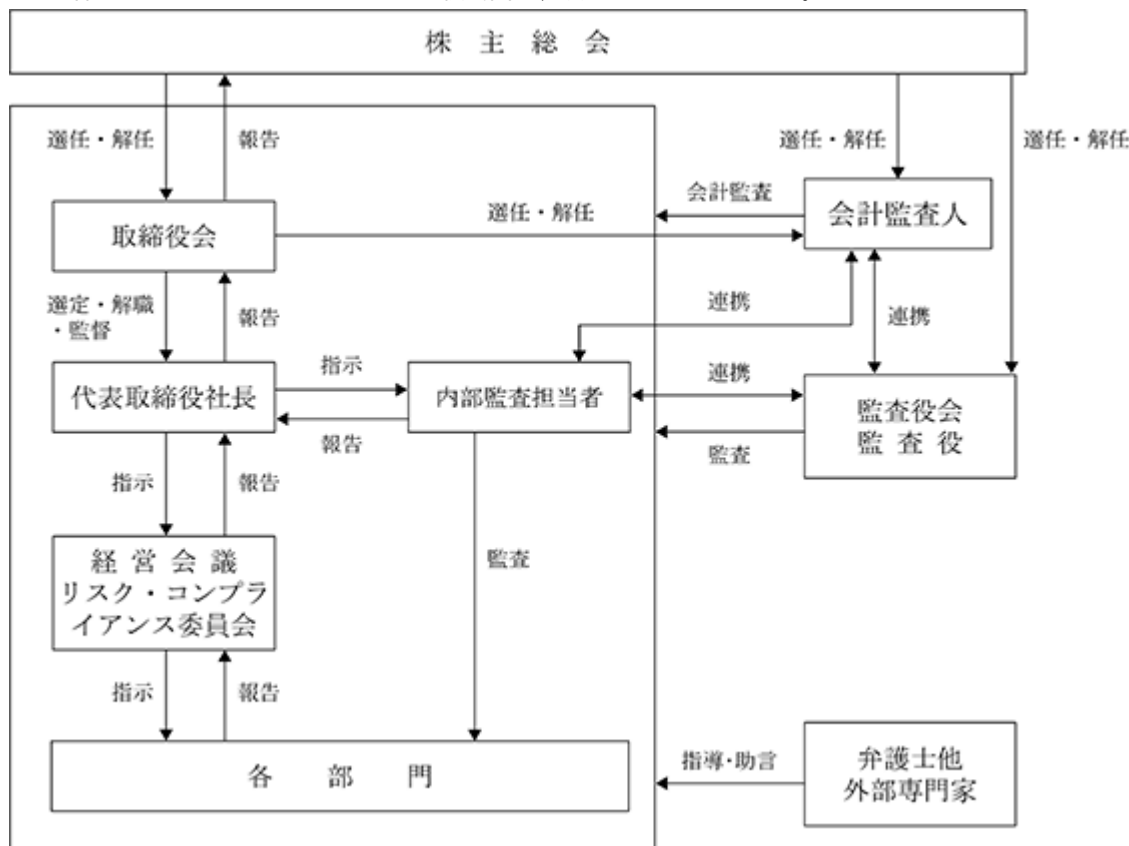 株主総会
選任・解任
報告
選任・解任
選任・解任
取締役会
選任・解任
会計監査
会計監査人
選定・解職
・監督
報告
連携
連携
代表取締役社長
指示
報告
内部監査担当者
連携
監査
監査役会
監査役
指示
報告
監査
経営会議
リスク・コンプラ
イアンス委員会
指示
報告
各部門
指導・助言
弁護士他
外部専門家